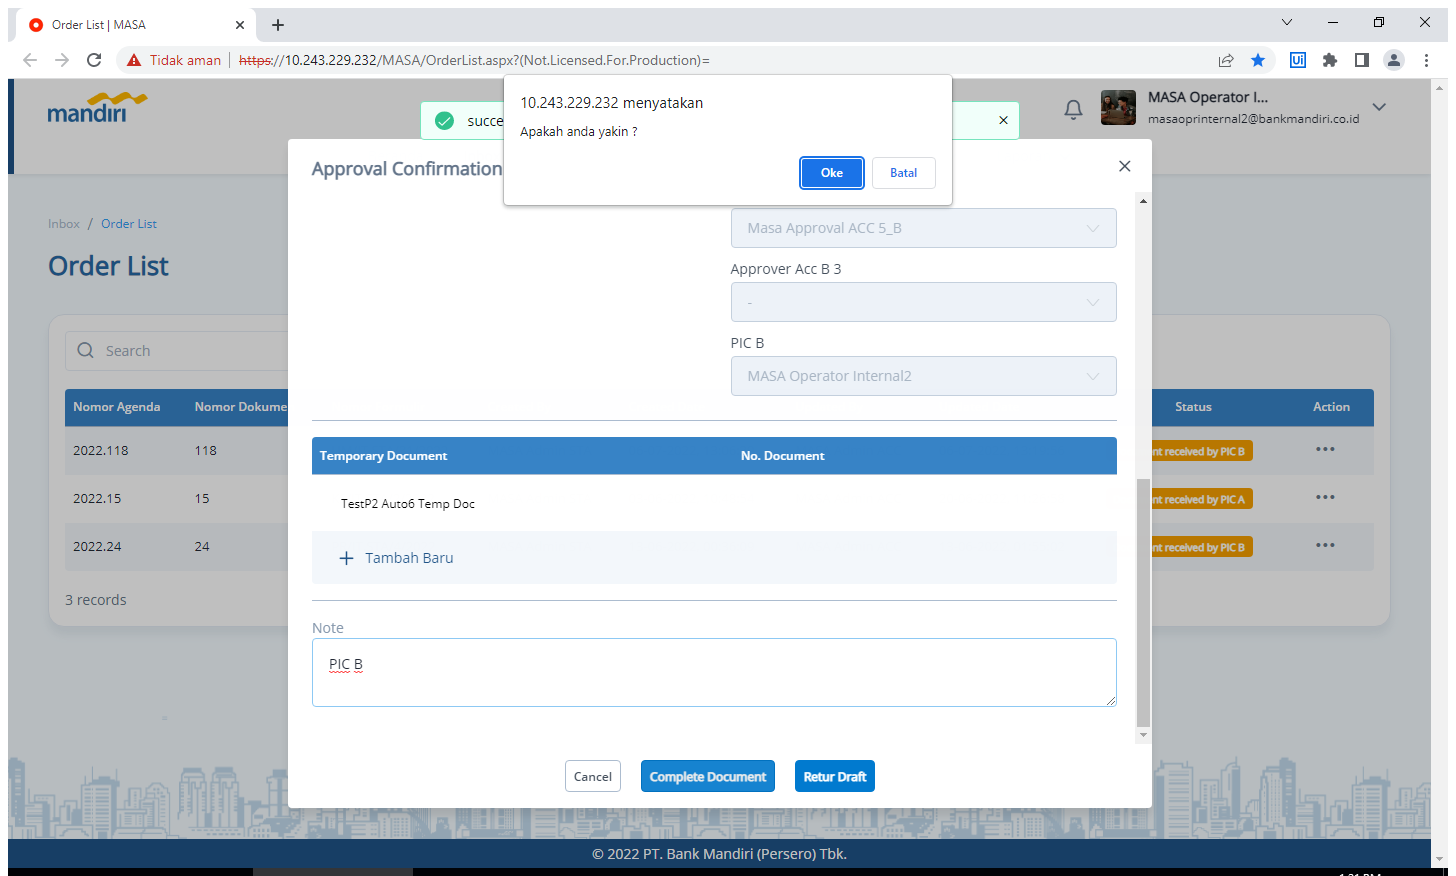 Order List | MASA
Tidak aman
https://10.243.229.232/MASA/OrderList.aspx?(Not.Licensed.For.Production)=
10.243.229.232 menyatakan
Apakah anda yakin ?
Oke
Batal
mandiri
succe
MASA Operator I...
masaoprinternal2@bankmandiri.co.id
Approval Confirmation
Inbox / Order List
Order List
Masa Approval ACC 5_B
Approver Acc B 3
-
PIC B
MASA Operator Internal2
Search
Nomor Agenda Nomor Dokume Status Action
2022.118 118 nt received by PIC B
2022.15 15 nt received by PIC A
2022.24 24 nt received by PIC B
3 records
Temporary Document No. Document
TestP2 Auto6 Temp Doc
Tambah Baru
Note
PIC B
Cancel Complete Document Retur Draft
© 2022 PT. Bank Mandiri (Persero) Tbk.